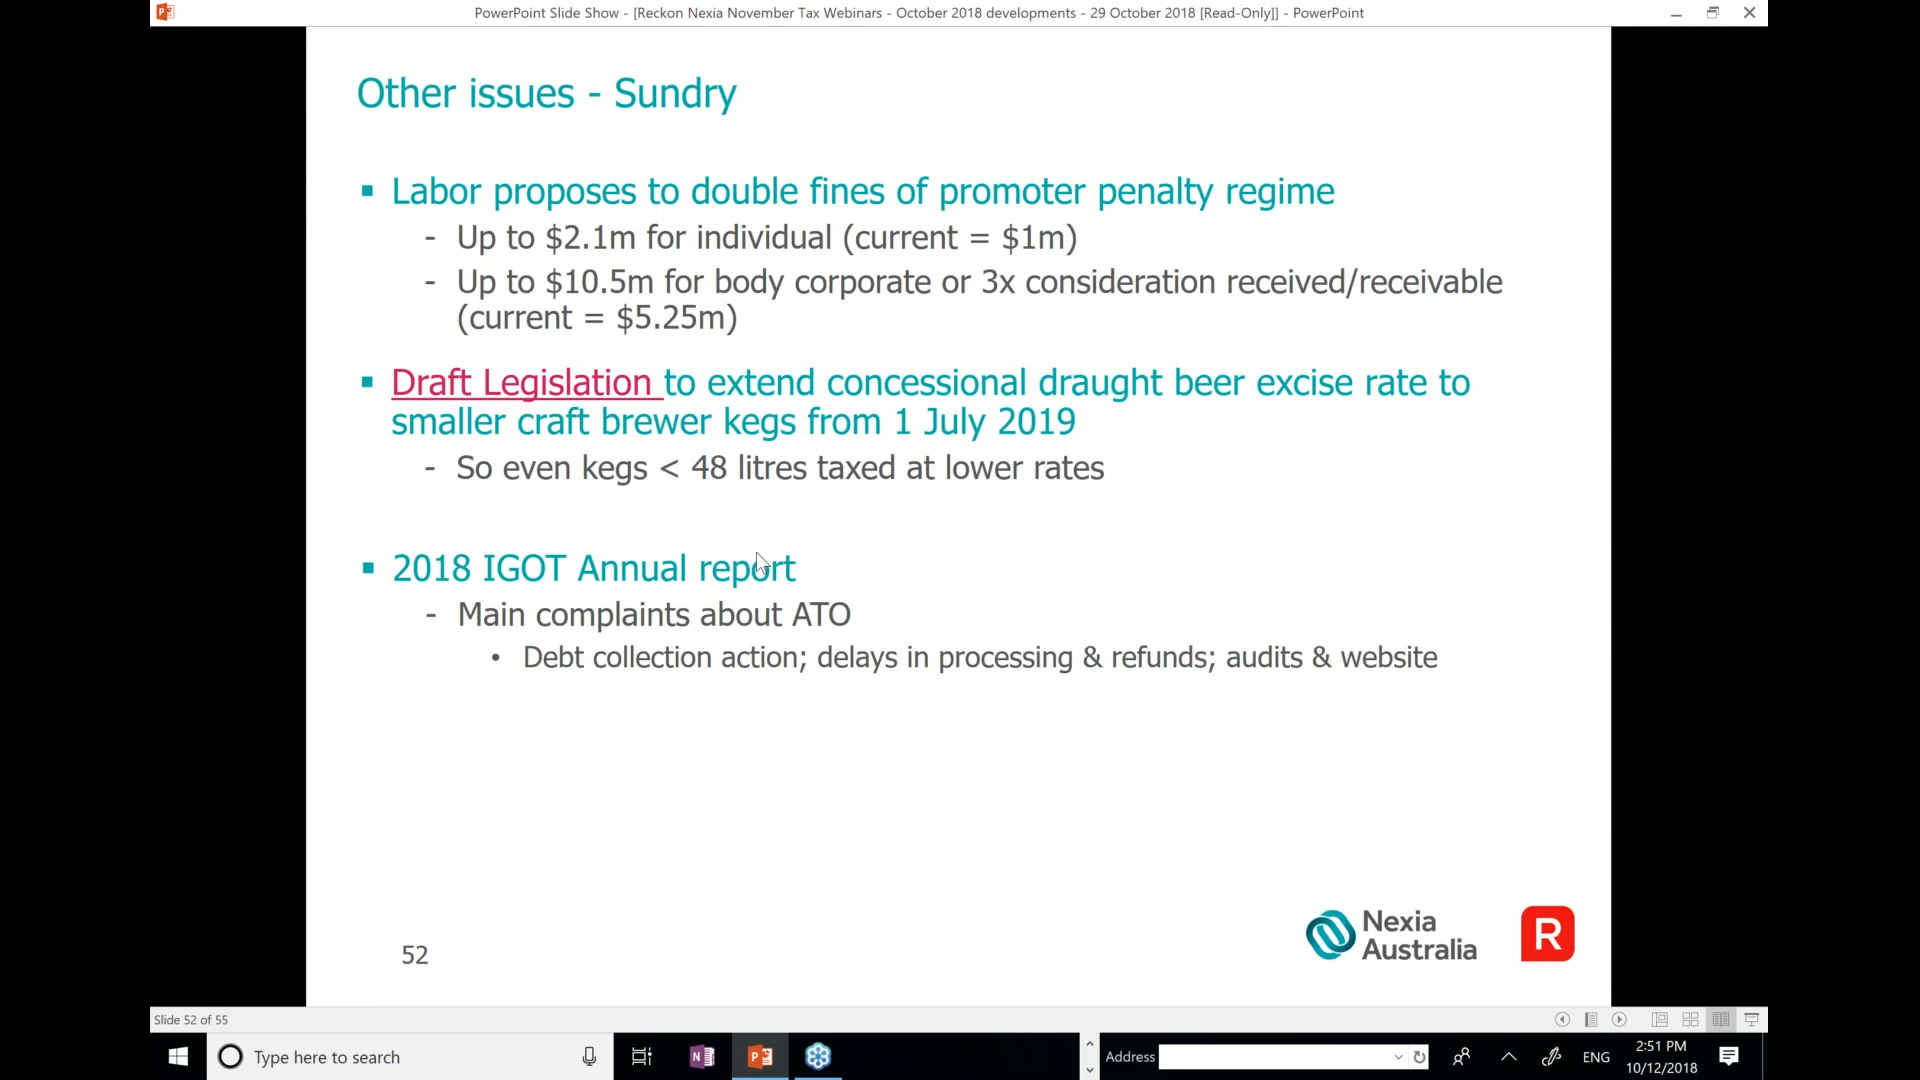 PowerPoint Slide Show - [Reckon Nexia November Tax Webinars - October 2018 developments - 29 October 2018 [Read-Only]] - PowerPoint
Other issues - Sundry
▪ Labor proposes to double fines of promoter penalty regime
- Up to $2.1m for individual (current = $1m)
- Up to $10.5m for body corporate or 3x consideration received/receivable
(current = $5.25m)
▪ Draft Legislation to extend concessional draught beer excise rate to
smaller craft brewer kegs from 1 July 2019
- So even kegs < 48 litres taxed at lower rates
▪ 2018 IGOT Annual report
- Main complaints about ATO
• Debt collection action; delays in processing & refunds; audits & website
52
Nexia
Australia
R
Slide 52 of 55
Type here to search
N
P
Address
ENG
2:51 PM
10/12/2018